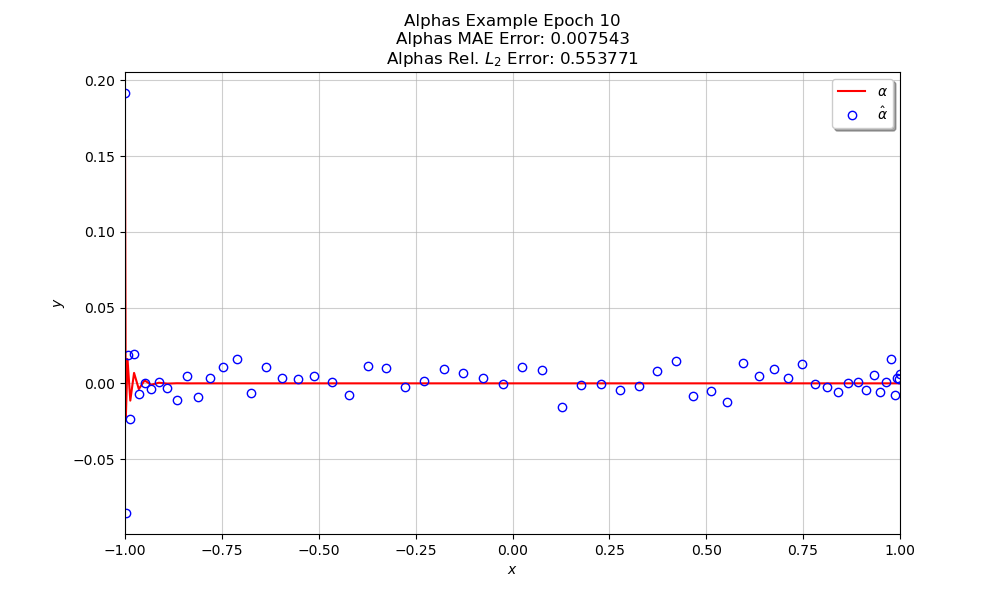 Alphas Example Epoch 10
Alphas MAE Error: 0.007543
Alphas Rel. L₂ Error: 0.553771
0.20
0.15
0.10
0.05
0.00
−0.05
y
α
α̂
−1.00 −0.75 −0.50 −0.25 0.00 0.25 0.50 0.75 1.00
x